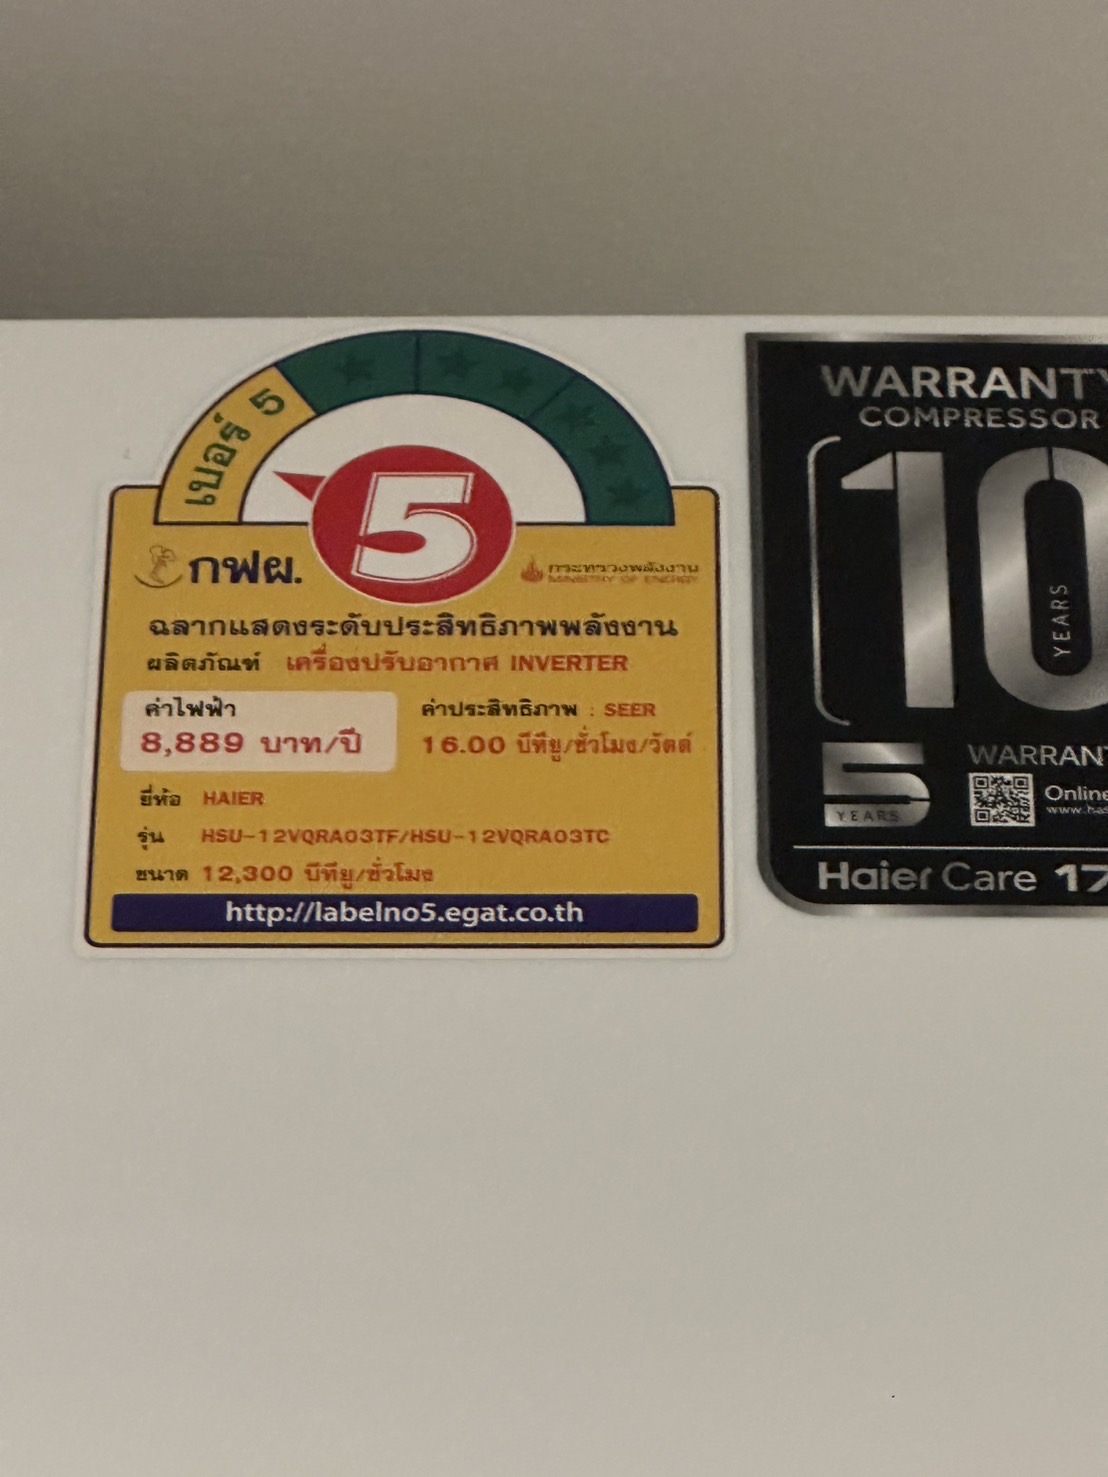 เบอร์ 5
5
กฟผ.
กระทรวงพลังงาน
MINISTRY OF ENERGY
ฉลากแสดงระดับประสิทธิภาพพลังงาน
ผลิตภัณฑ์ เครื่องปรับอากาศ INVERTER
ค่าไฟฟ้า
8,889 บาท/ปี
ค่าประสิทธิภาพ : SEER
16.00 บีทียู/ชั่วโมง/วัตต์
ยี่ห้อ HAIER
รุ่น HSU-12VQRA03TF/HSU-12VQRA03TC
ขนาด 12,300 บีทียู/ชั่วโมง
http://labelno5.egat.co.th
WARRANTY
COMPRESSOR
10
YEARS
5
YEARS
WARRANT
Online
Haier Care 17